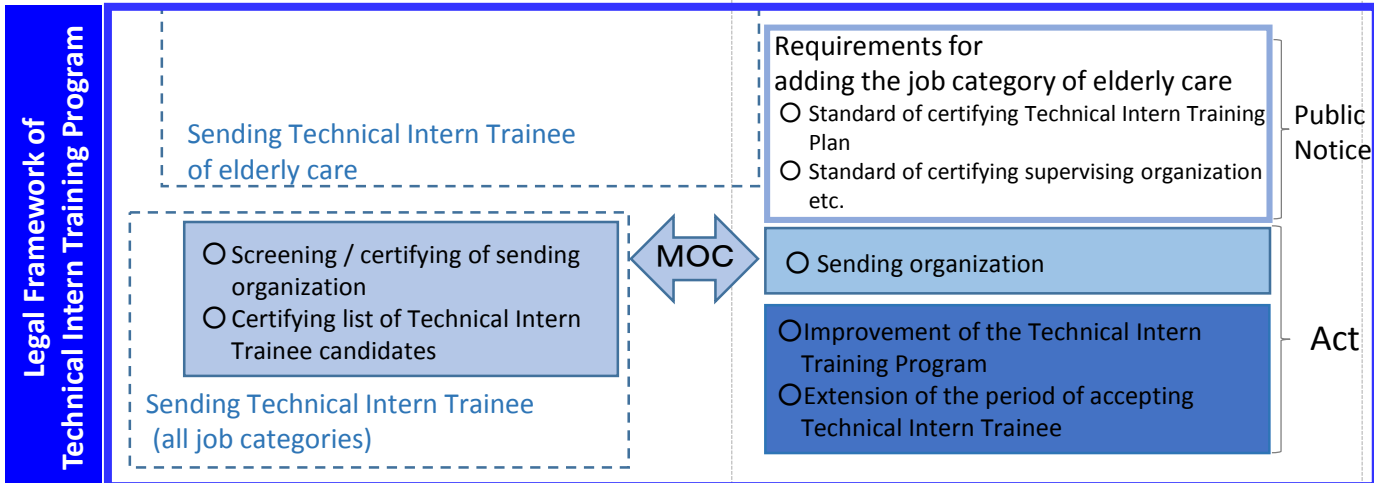 Legal Framework of
Technical Intern Training Program
Sending Technical Intern Trainee
of elderly care
○ Screening / certifying of sending
organization
○ Certifying list of Technical Intern
Trainee candidates
Sending Technical Intern Trainee
(all job categories)
MOC
Requirements for
adding the job category of elderly care
○ Standard of certifying Technical Intern Training
Plan
○ Standard of certifying supervising organization
etc.
Public
Notice
○ Sending organization
○Improvement of the Technical Intern
Training Program
○Extension of the period of accepting
Technical Intern Trainee
Act